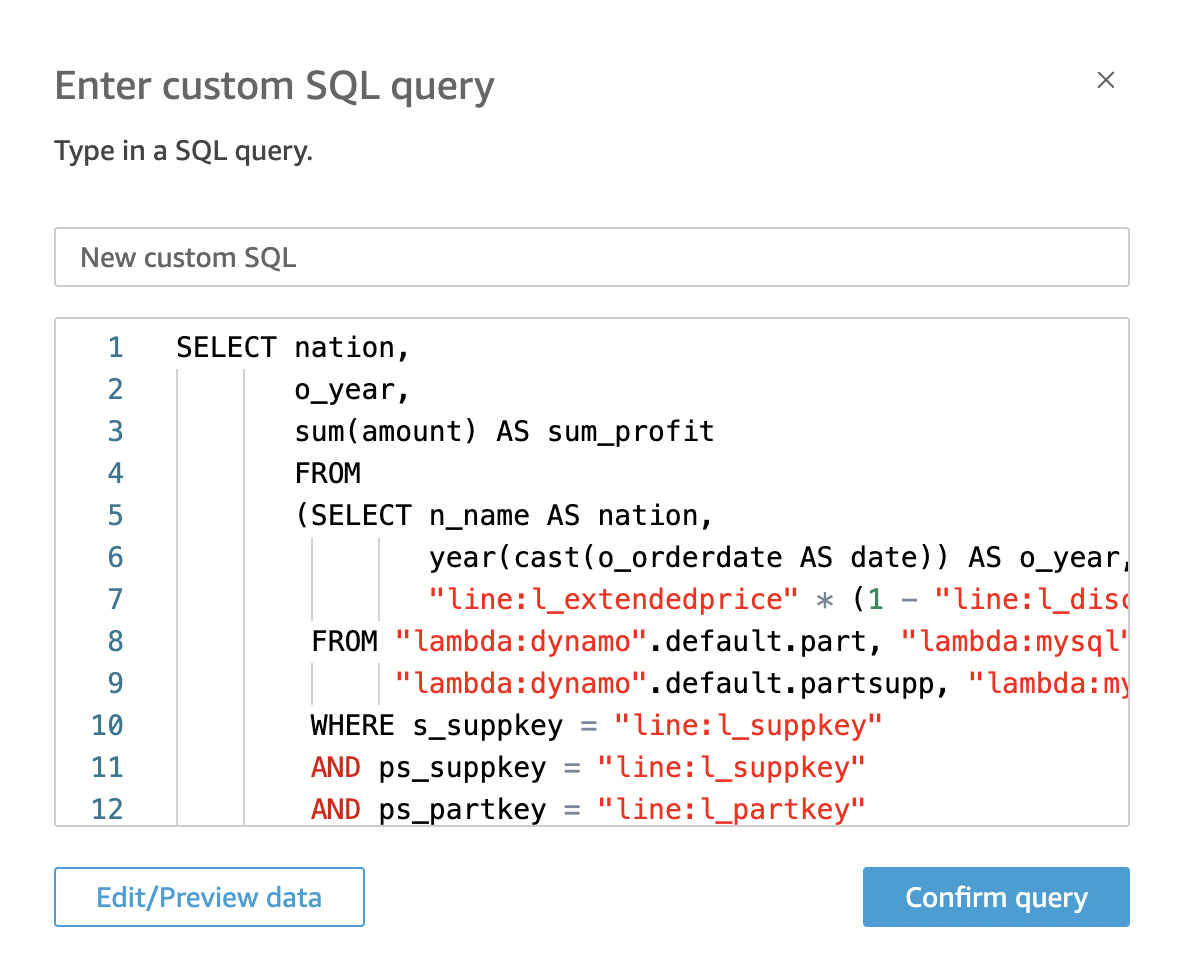 Enter custom SQL query
Type in a SQL query.
New custom SQL
1 SELECT nation,
2 o_year,
3 sum(amount) AS sum_profit
4 FROM
5 (SELECT n_name AS nation,
6 year(cast(o_orderdate AS date)) AS o_year,
7 "line:l_extendedprice" * (1 - "line:l_disc
8 FROM "lambda:dynamo".default.part, "lambda:mysql"
9 "lambda:dynamo".default.partsupp, "lambda:my
10 WHERE s_suppkey = "line:l_suppkey"
11 AND ps_suppkey = "line:l_suppkey"
12 AND ps_partkey = "line:l_partkey"
Edit/Preview data
Confirm query